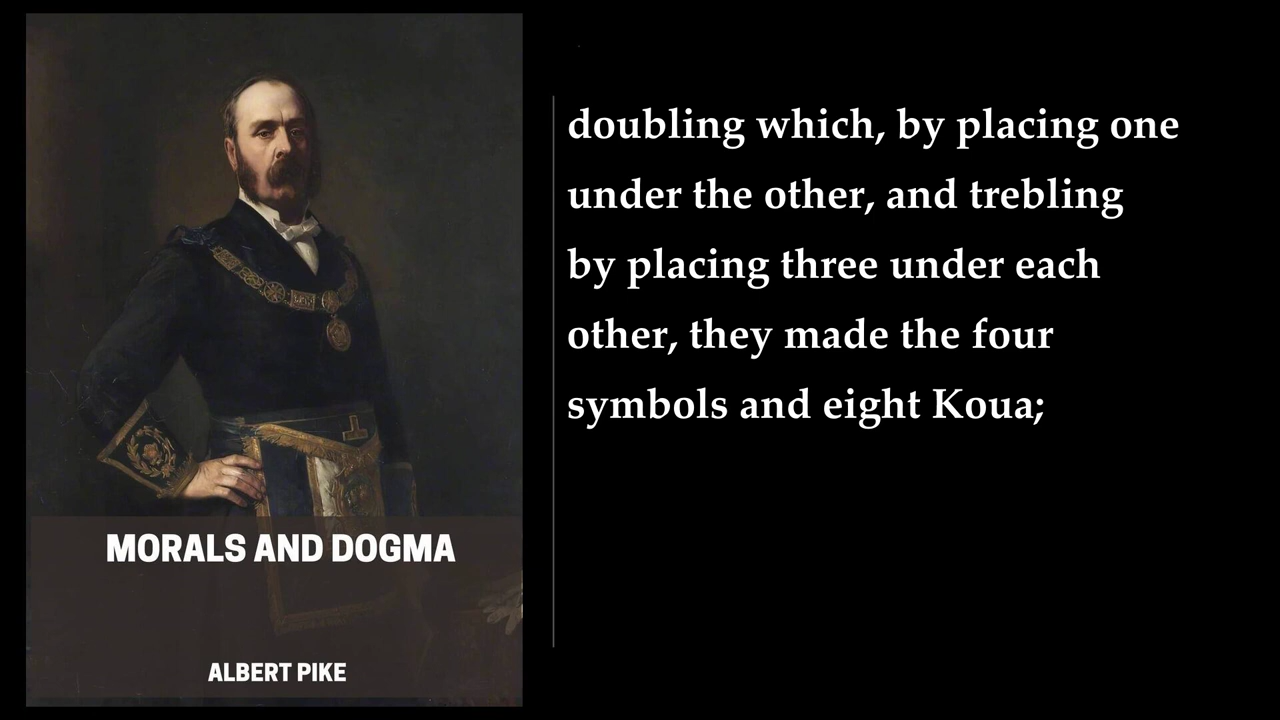 MORALS AND DOGMA
ALBERT PIKE
doubling which, by placing one
under the other, and trebling
by placing three under each
other, they made the four
symbols and eight Koua;